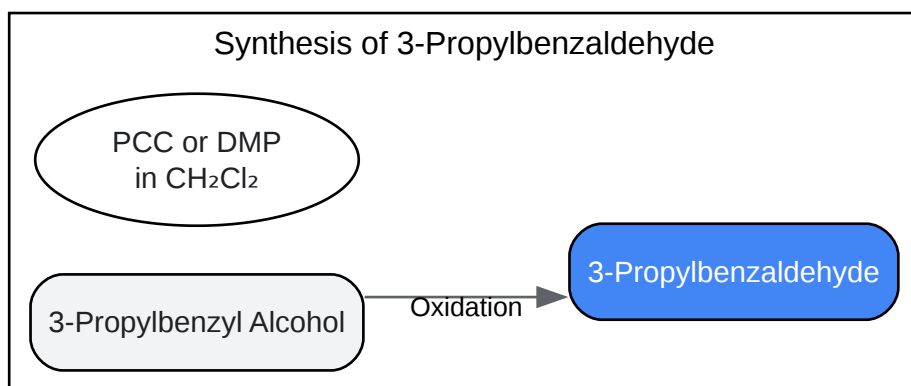 Synthesis of 3-Propylbenzaldehyde
PCC or DMP
in CH₂Cl₂
3-Propylbenzaldehyde
3-Propylbenzyl Alcohol
Oxidation